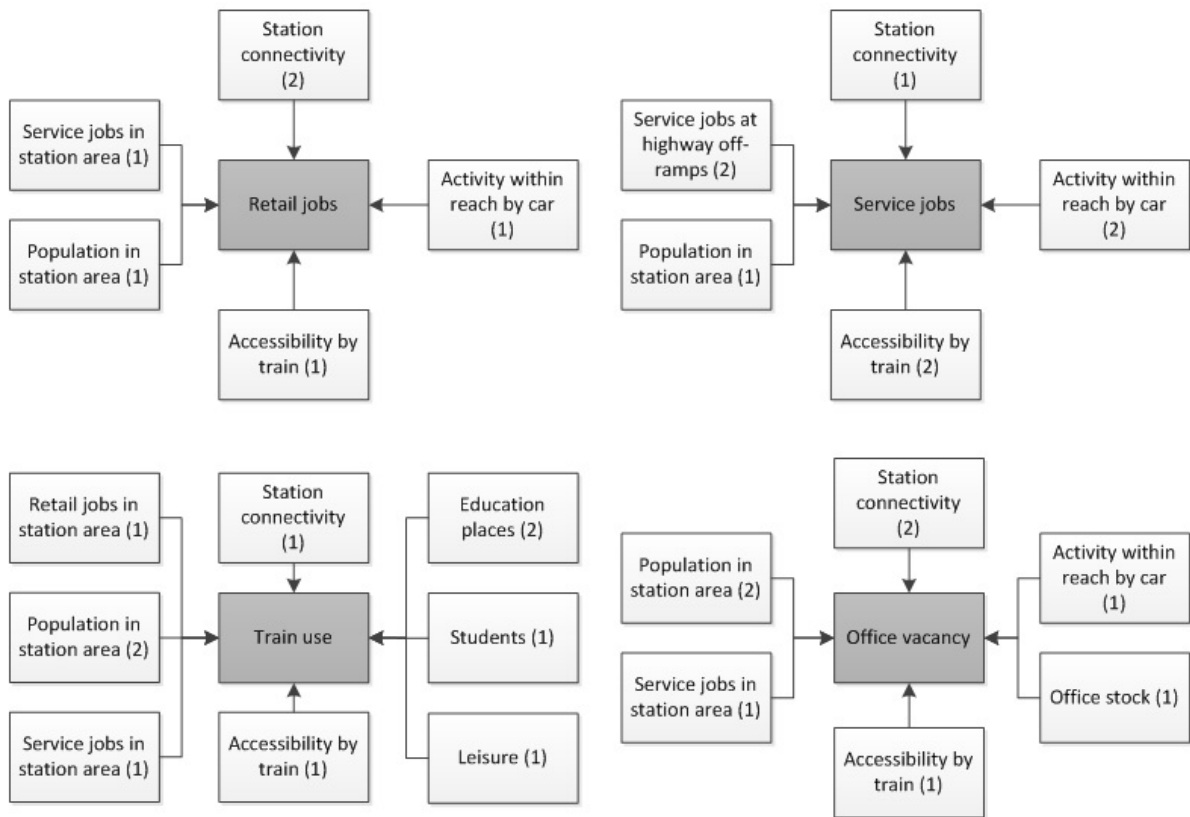 Station
connectivity
(2)
Service jobs in
station area (1)
Population in
station area (1)
Retail jobs
Activity within
reach by car
(1)
Accessibility by
train (1)
Station
connectivity
(1)
Service jobs at
highway off-
ramps (2)
Population in
station area (1)
Service jobs
Activity within
reach by car
(2)
Accessibility by
train (2)
Retail jobs in
station area (1)
Population in
station area (2)
Service jobs in
station area (1)
Station
connectivity
(1)
Train use
Accessibility by
train (1)
Education
places (2)
Students (1)
Leisure (1)
Station
connectivity
(2)
Population in
station area (2)
Service jobs in
station area (1)
Office vacancy
Activity within
reach by car
(1)
Office stock (1)
Accessibility by
train (1)